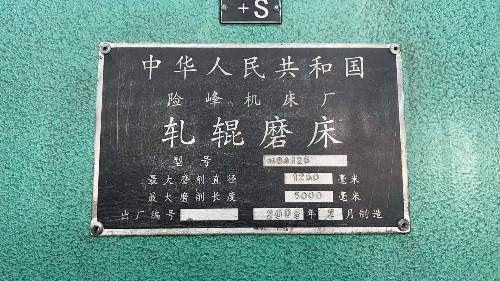 +S
中华人民共和国
险峰机床厂
轧辊磨床
型号
最大磨削直径 1250 毫米
最大磨削长度 5000 毫米
出厂编号 年 2 月制造